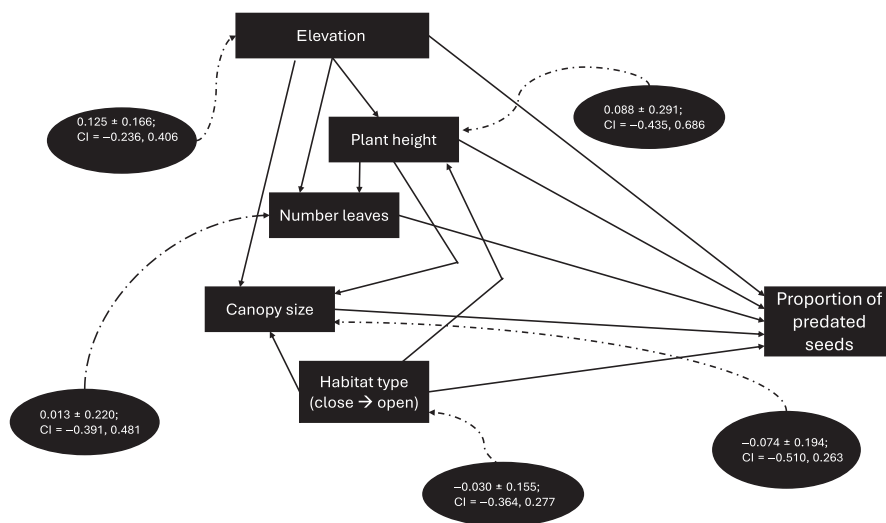 Elevation
0.125 ± 0.166;
CI = −0.236, 0.406
0.088 ± 0.291;
CI = −0.435, 0.686
Plant height
Number leaves
Canopy size
Proportion of
predated
seeds
Habitat type
(close → open)
0.013 ± 0.220;
CI = −0.391, 0.481
−0.074 ± 0.194;
CI = −0.510, 0.263
−0.030 ± 0.155;
CI = −0.364, 0.277